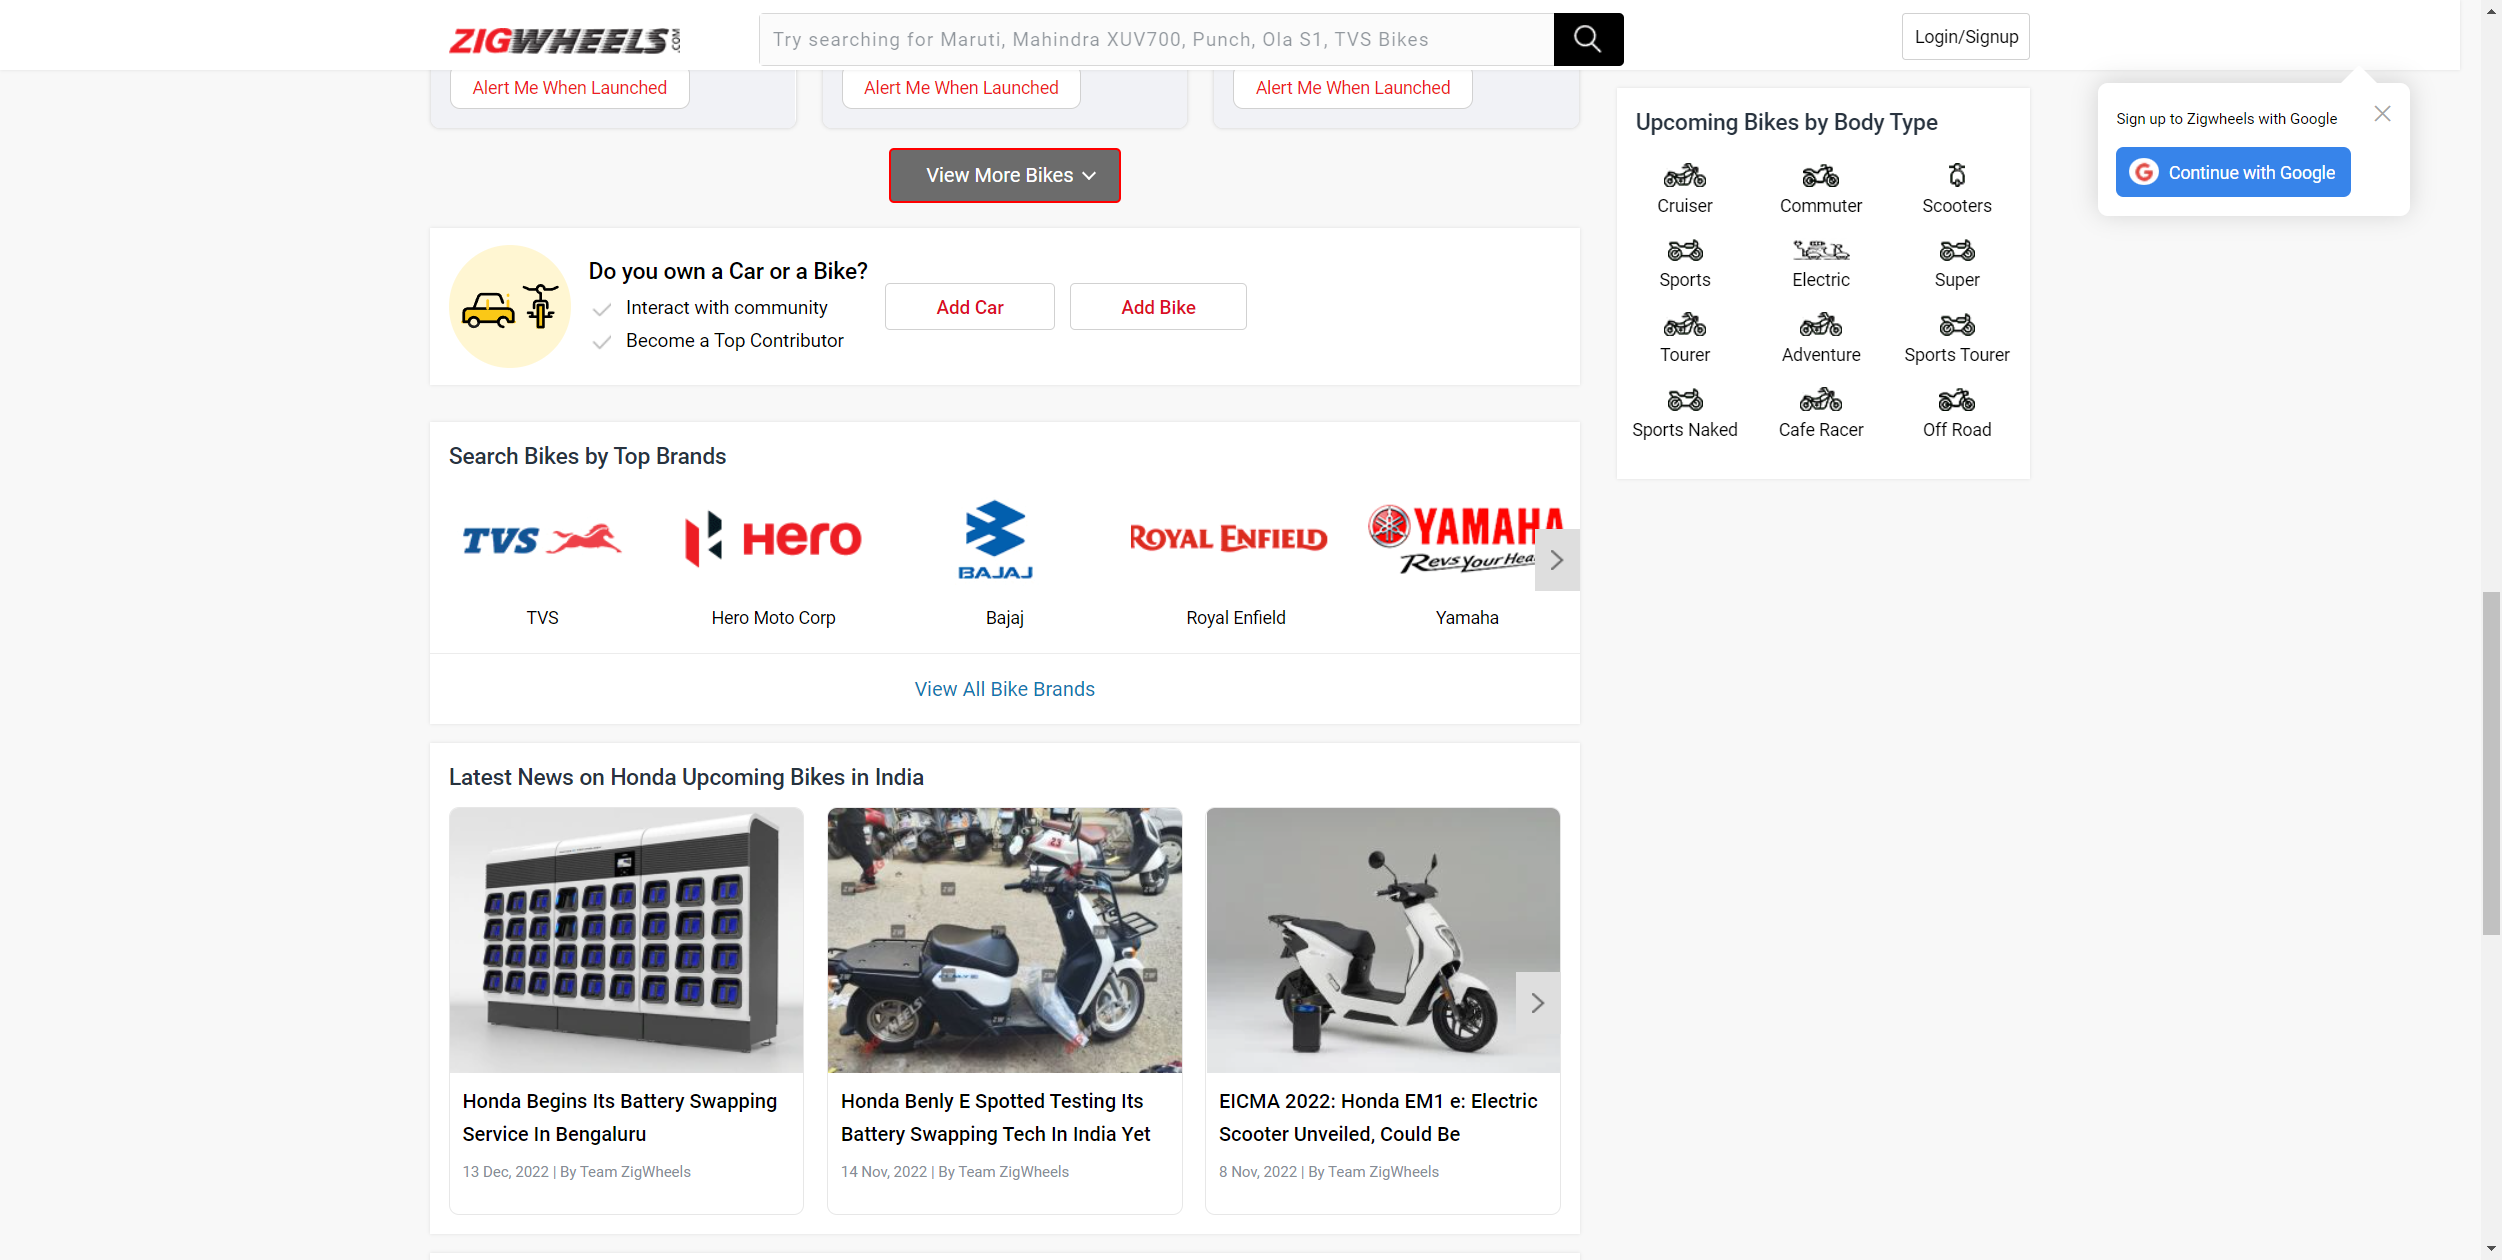 ZIGWHEELS.COM
Try searching for Maruti, Mahindra XUV700, Punch, Ola S1, TVS Bikes
Login/Signup
Alert Me When Launched
Alert Me When Launched
Alert Me When Launched
View More Bikes
Do you own a Car or a Bike?
Interact with community
Become a Top Contributor
Add Car
Add Bike
Search Bikes by Top Brands
TVS
Hero
BAJAJ
ROYAL ENFIELD
YAMAHA
Revs Your Hea
TVS
Hero Moto Corp
Bajaj
Royal Enfield
Yamaha
View All Bike Brands
Latest News on Honda Upcoming Bikes in India
Honda Begins Its Battery Swapping
Service In Bengaluru
13 Dec, 2022 | By Team ZigWheels
23
ZW
Honda Benly E Spotted Testing Its
Battery Swapping Tech In India Yet
14 Nov, 2022 | By Team ZigWheels
EICMA 2022: Honda EM1 e: Electric
Scooter Unveiled, Could Be
8 Nov, 2022 | By Team ZigWheels
Upcoming Bikes by Body Type
Cruiser
Commuter
Scooters
Sports
Electric
Super
Tourer
Adventure
Sports Tourer
Sports Naked
Cafe Racer
Off Road
Sign up to Zigwheels with Google
G Continue with Google